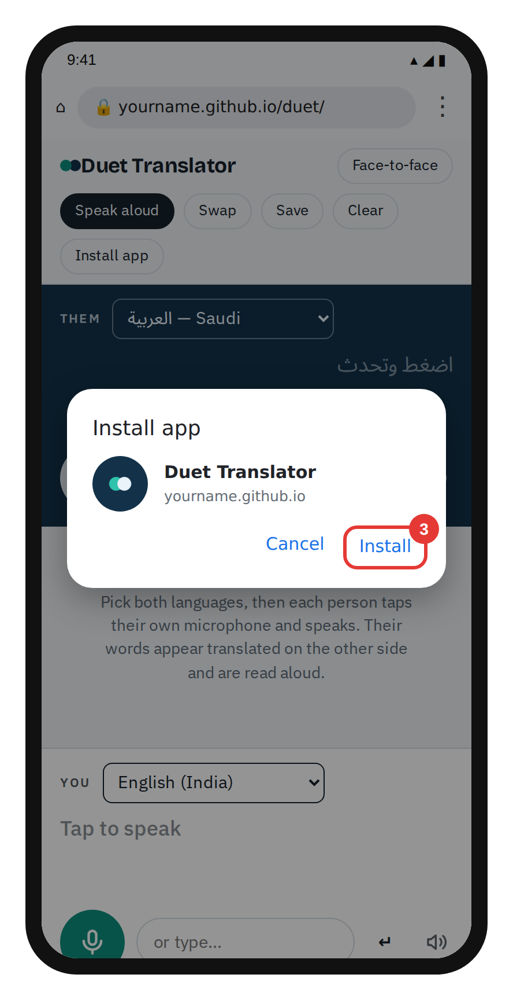 9:41
yourname.github.io/duet/
Duet Translator
Face-to-face
Speak aloud
Swap
Save
Clear
Install app
THEM
العربية — Saudi
اضغط وتحدث
Install app
Duet Translator
yourname.github.io
Cancel
Install
3
Pick both languages, then each person taps
their own microphone and speaks. Their
words appear translated on the other side
and are read aloud.
YOU
English (India)
Tap to speak
or type...